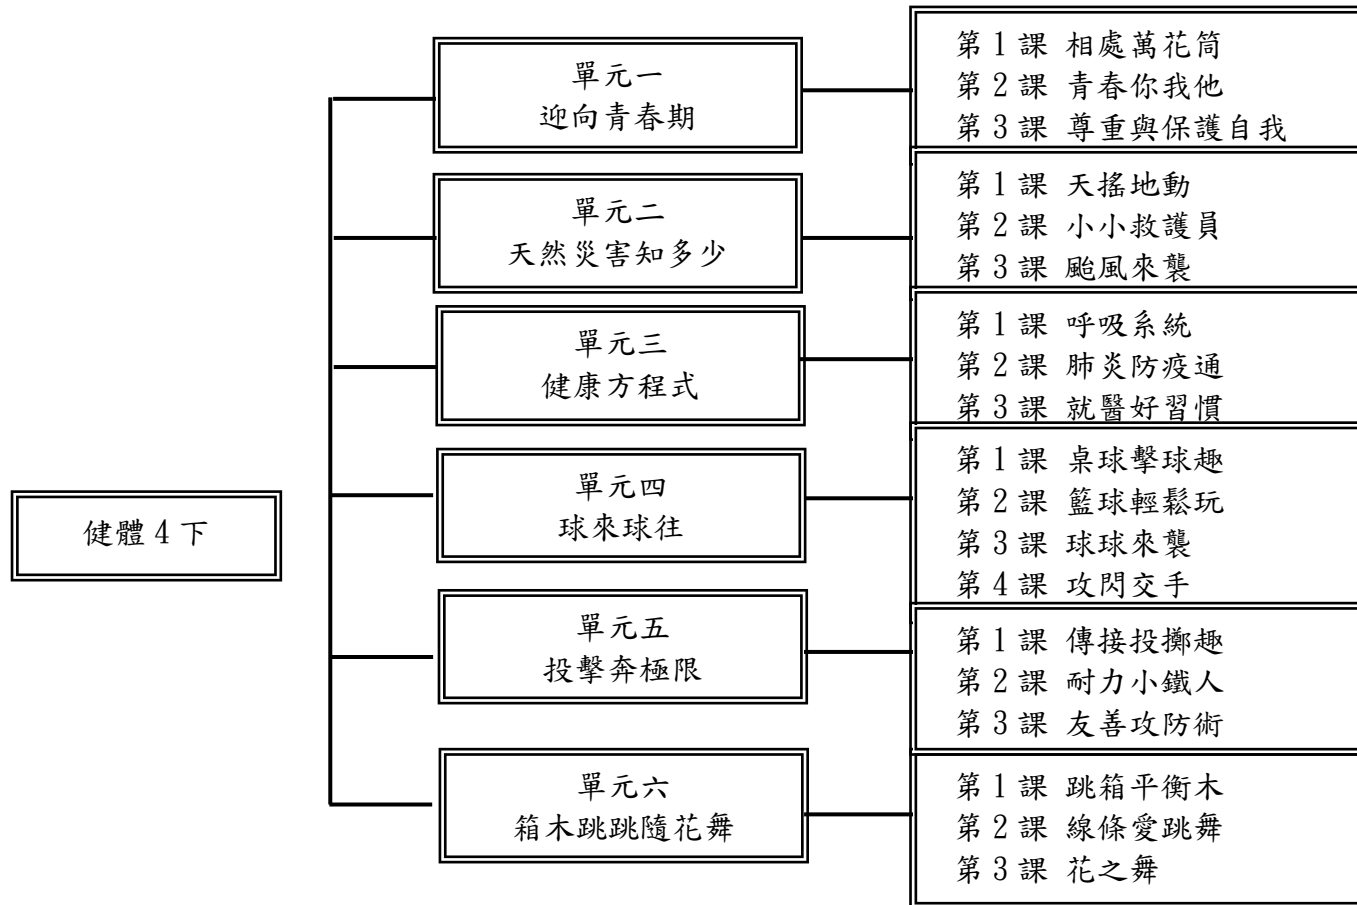 健體4下
單元一
迎向青春期
第1課 相處萬花筒
第2課 青春你我他
第3課 尊重與保護自我
單元二
天然災害知多少
第1課 天搖地動
第2課 小小救護員
第3課 颱風來襲
單元三
健康方程式
第1課 呼吸系統
第2課 肺炎防疫通
第3課 就醫好習慣
單元四
球來球往
第1課 桌球擊球趣
第2課 籃球輕鬆玩
第3課 球球來襲
第4課 攻閃交手
單元五
投擊奔極限
第1課 傳接投擲趣
第2課 耐力小鐵人
第3課 友善攻防術
單元六
箱木跳跳隨花舞
第1課 跳箱平衡木
第2課 線條愛跳舞
第3課 花之舞